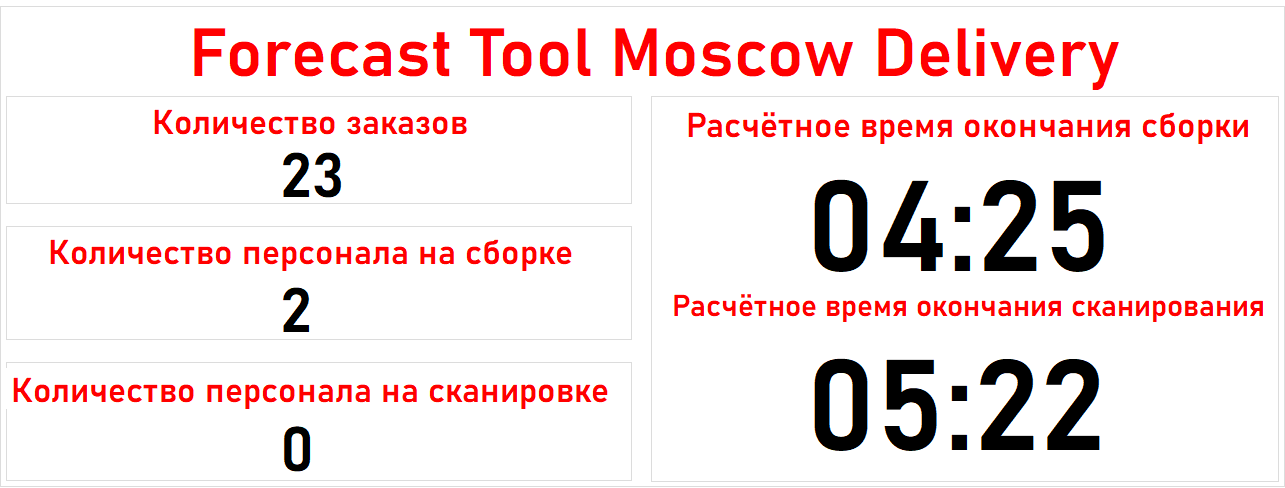 Forecast Tool Moscow Delivery
Количество заказов
23
Количество персонала на сборке
2
Количество персонала на сканировке
0
Расчётное время окончания сборки
04:25
Расчётное время окончания сканирования
05:22